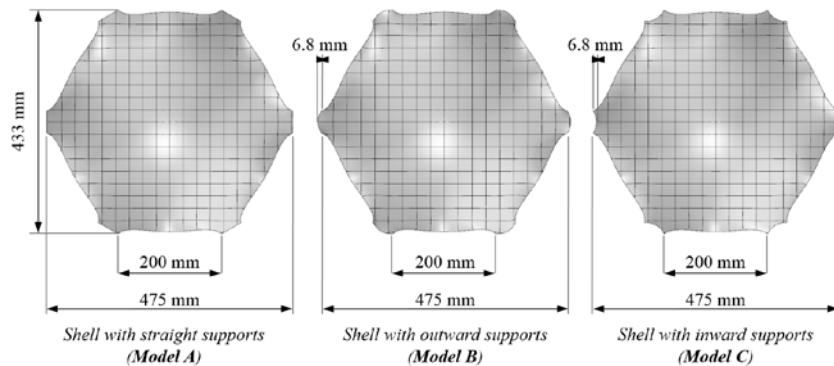 6.8 mm
6.8 mm
433 mm
200 mm
200 mm
200 mm
475 mm
475 mm
475 mm
Shell with straight supports
(Model A)
Shell with outward supports
(Model B)
Shell with inward supports
(Model C)